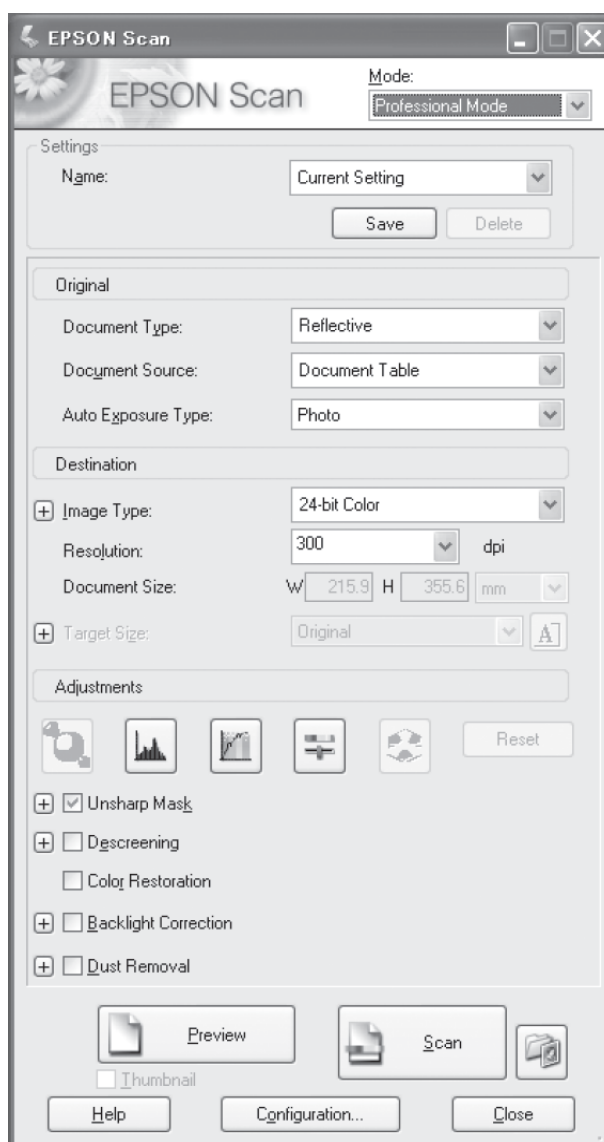 EPSON Scan
EPSON Scan
Mode:
Professional Mode
Settings
Name: Current Setting
Save Delete
Original
Document Type: Reflective
Document Source: Document Table
Auto Exposure Type: Photo
Destination
Image Type: 24-bit Color
Resolution: 300 dpi
Document Size: W 215.9 H 355.6 mm
Target Size: Original A
Adjustments
Reset
Unsharp Mask
Descreening
Color Restoration
Backlight Correction
Dust Removal
Preview Scan
Thumbnail
Help Configuration... Close